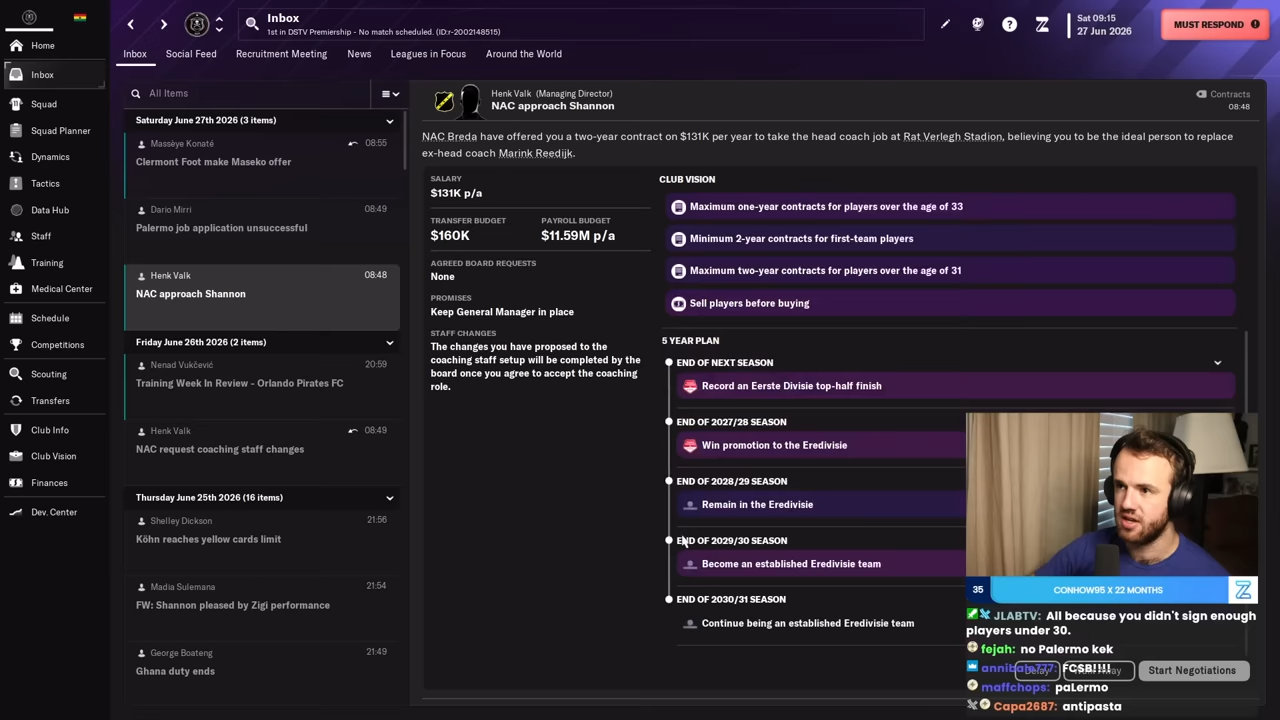 Inbox
1st in DSTV Premiership - No match scheduled. (ID:r-2002148515)
Sat 09:15
27 Jun 2026
MUST RESPOND
Home
Inbox
Squad
Squad Planner
Dynamics
Tactics
Data Hub
Staff
Training
Medical Center
Schedule
Competitions
Scouting
Transfers
Club Info
Club Vision
Finances
Dev. Center
Inbox
Social Feed
Recruitment Meeting
News
Leagues in Focus
Around the World
All Items
Saturday June 27th 2026 (3 items)
Massèye Konaté
08:55
Clermont Foot make Maseko offer
Dario Mirri
08:49
Palermo job application unsuccessful
Henk Valk
08:48
NAC approach Shannon
Friday June 26th 2026 (2 items)
Nenad Vukčević
20:59
Training Week In Review - Orlando Pirates FC
Henk Valk
08:49
NAC request coaching staff changes
Thursday June 25th 2026 (16 items)
Shelley Dickson
21:56
Köhn reaches yellow cards limit
Madia Sulemana
21:54
FW: Shannon pleased by Zigi performance
George Boateng
21:49
Ghana duty ends
Henk Valk (Managing Director)
NAC approach Shannon
Contracts
08:48
NAC Breda have offered you a two-year contract on $131K per year to take the head coach job at Rat Verlegh Stadion, believing you to be the ideal person to replace
ex-head coach Marink Reedijk.
SALARY
$131K p/a
TRANSFER BUDGET
$160K
PAYROLL BUDGET
$11.59M p/a
AGREED BOARD REQUESTS
None
PROMISES
Keep General Manager in place
STAFF CHANGES
The changes you have proposed to the
coaching staff setup will be completed by the
board once you agree to accept the coaching
role.
CLUB VISION
Maximum one-year contracts for players over the age of 33
Minimum 2-year contracts for first-team players
Maximum two-year contracts for players over the age of 31
Sell players before buying
5 YEAR PLAN
END OF NEXT SEASON
Record an Eerste Divisie top-half finish
END OF 2027/28 SEASON
Win promotion to the Eredivisie
END OF 2028/29 SEASON
Remain in the Eredivisie
END OF 2029/30 SEASON
Become an established Eredivisie team
END OF 2030/31 SEASON
Continue being an established Eredivisie team
Delay
Start Negotiations
35
CONHOW95 X 22 MONTHS
JLABTV: All because you didn't sign enough
players under 30.
fejah: no Palermo kek
FCSB!!!!
maffchops: paLermo
Capa2687: antipasta